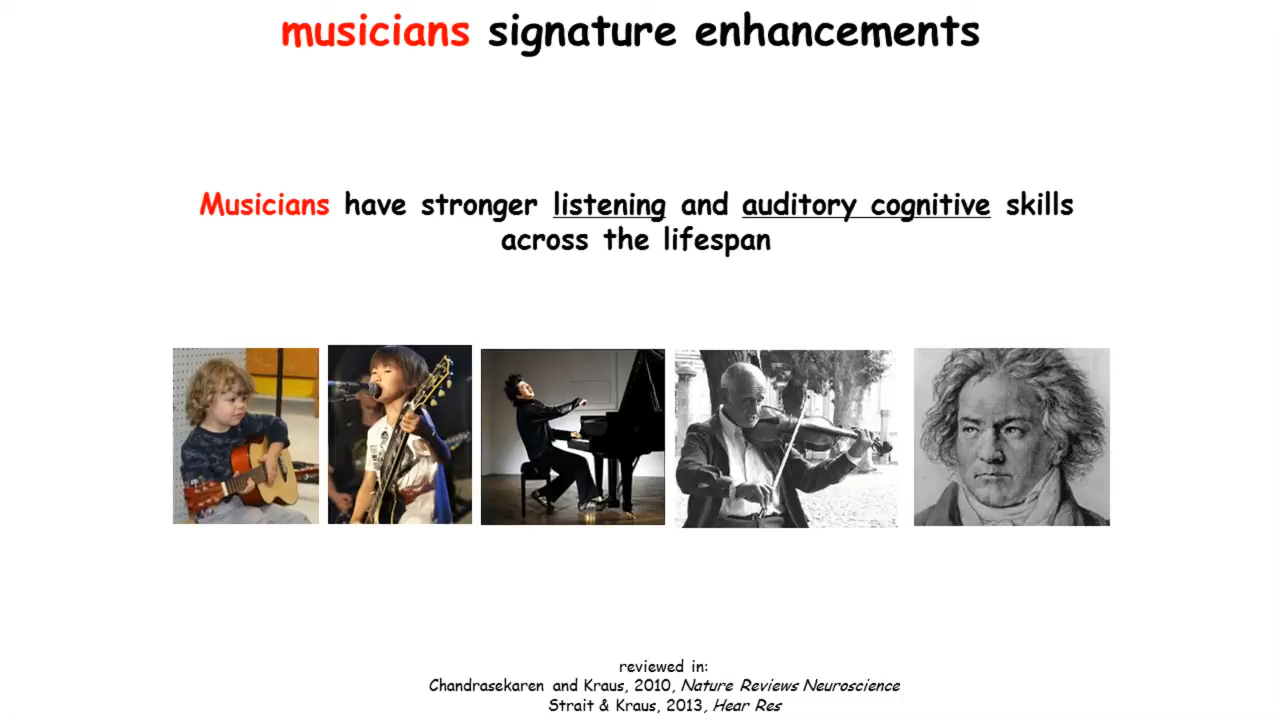 musicians signature enhancements
Musicians have stronger listening and auditory cognitive skills
across the lifespan
reviewed in:
Chandrasekaren and Kraus, 2010, Nature Reviews Neuroscience
Strait & Kraus, 2013, Hear Res